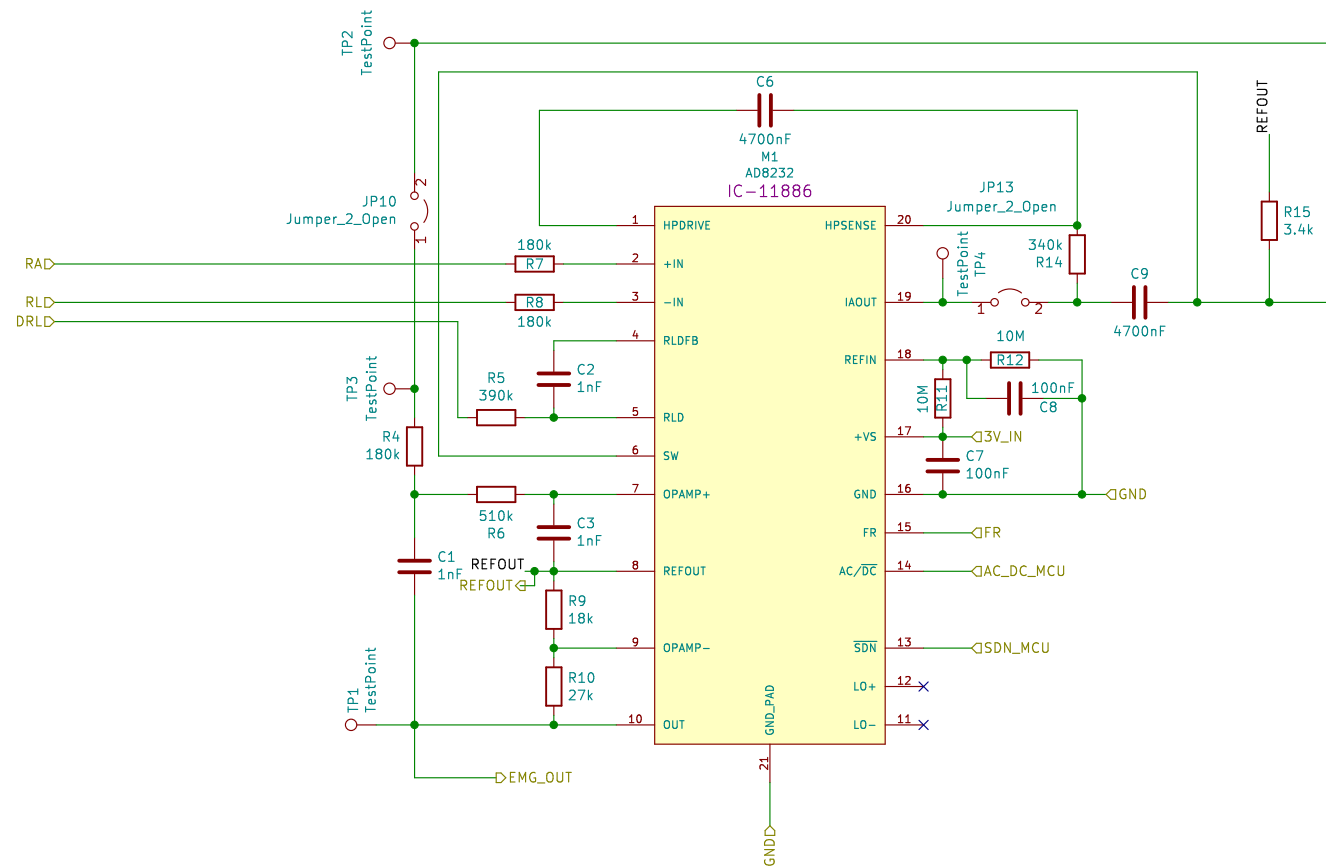 TP2
TestPoint
C6
4700nF
M1
AD8232
IC-11886
REFOUT
JP10
Jumper_2_Open
2
1
JP13
Jumper_2_Open
R15
3.4k
1
HPDRIVE
HPSENSE
20
RA
180k
R7
2
+IN
TestPoint
TP4
340k
R14
RL
R8
180k
3
-IN
IAOUT
19
1
2
C9
4700nF
DRL
4
RLDFB
REFIN
18
10M
R12
TP3
TestPoint
R5
390k
C2
1nF
10M
R11
100nF
C8
5
RLD
+VS
17
3V_IN
R4
180k
6
SW
C7
100nF
510k
R6
7
OPAMP+
GND
16
GND
C3
1nF
FR
15
FR
C1
1nF
REFOUT
REFOUT
8
REFOUT
AC/DC
14
AC_DC_MCU
R9
18k
9
OPAMP-
SDN
13
SDN_MCU
TP1
TestPoint
R10
27k
LO+
12
10
OUT
GND_PAD
LO-
11
21
EMG_OUT
GND